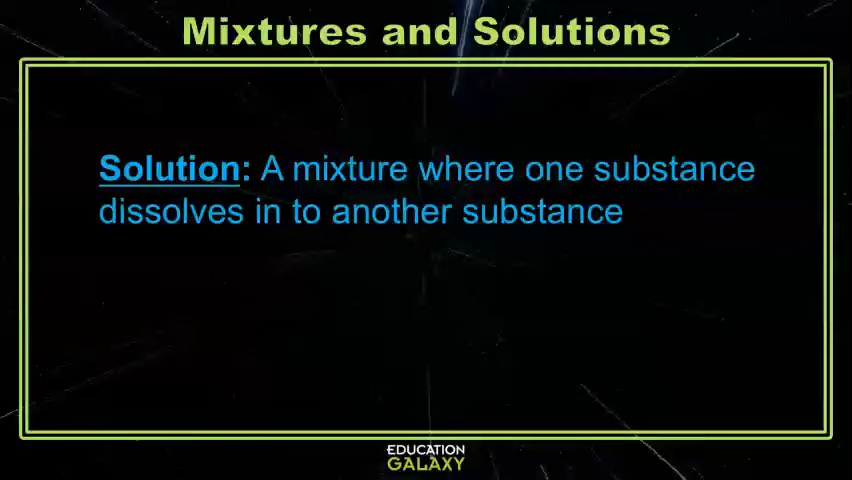 Mixtures and Solutions
Solution: A mixture where one substance
dissolves in to another substance
EDUCATION
GALAXY